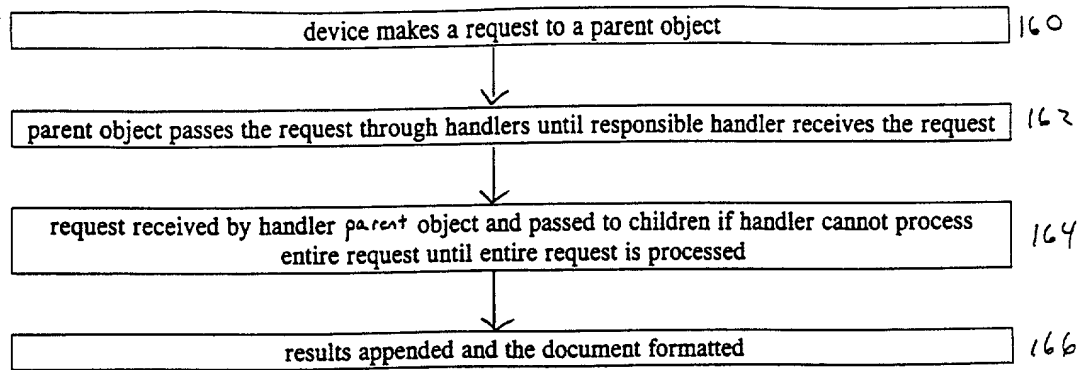 device makes a request to a parent object 160
parent object passes the request through handlers until responsible handler receives the request 162
request received by handler parent object and passed to children if handler cannot process
entire request until entire request is processed 164
results appended and the document formatted 166